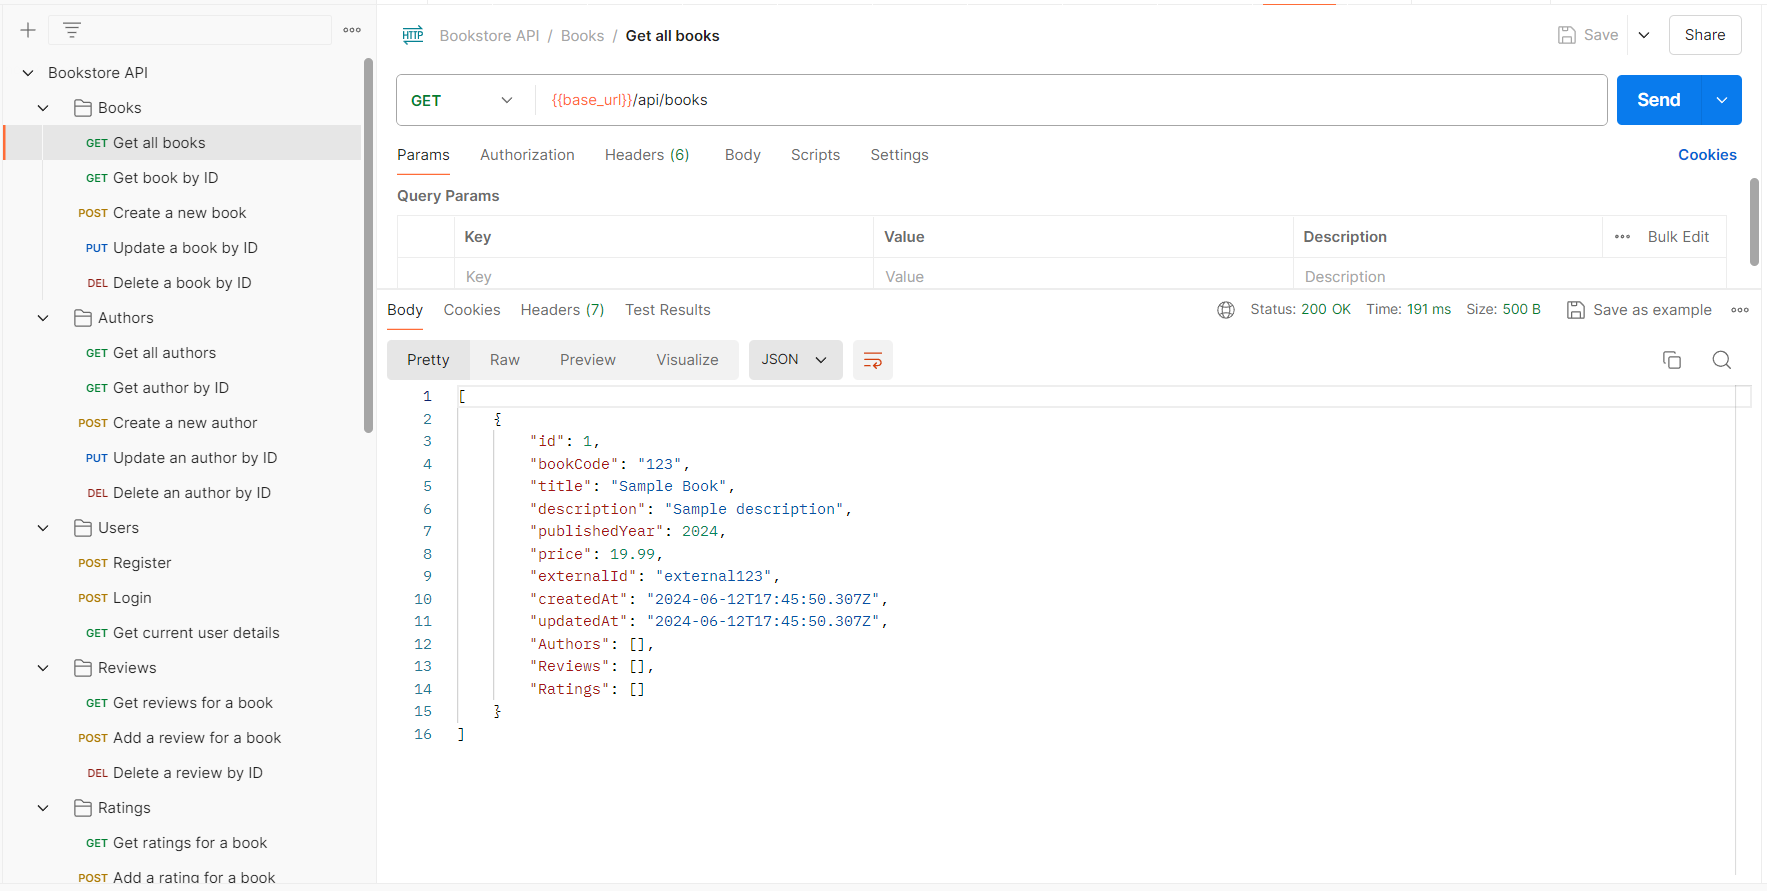 Bookstore API
Books
GET Get all books
GET Get book by ID
POST Create a new book
PUT Update a book by ID
DEL Delete a book by ID
Authors
GET Get all authors
GET Get author by ID
POST Create a new author
PUT Update an author by ID
DEL Delete an author by ID
Users
POST Register
POST Login
GET Get current user details
Reviews
GET Get reviews for a book
POST Add a review for a book
DEL Delete a review by ID
Ratings
GET Get ratings for a book
POST Add a rating for a book
HTTP Bookstore API / Books / Get all books Save Share
GET {{base_url}}/api/books Send
Params Authorization Headers (6) Body Scripts Settings Cookies
Query Params
Key Value Description Bulk Edit
Key Value Description
Body Cookies Headers (7) Test Results Status: 200 OK Time: 191 ms Size: 500 B Save as example
Pretty Raw Preview Visualize JSON
1 [
2 {
3 "id": 1,
4 "bookCode": "123",
5 "title": "Sample Book",
6 "description": "Sample description",
7 "publishedYear": 2024,
8 "price": 19.99,
9 "externalId": "external123",
10 "createdAt": "2024-06-12T17:45:50.307Z",
11 "updatedAt": "2024-06-12T17:45:50.307Z",
12 "Authors": [],
13 "Reviews": [],
14 "Ratings": []
15 }
16 ]